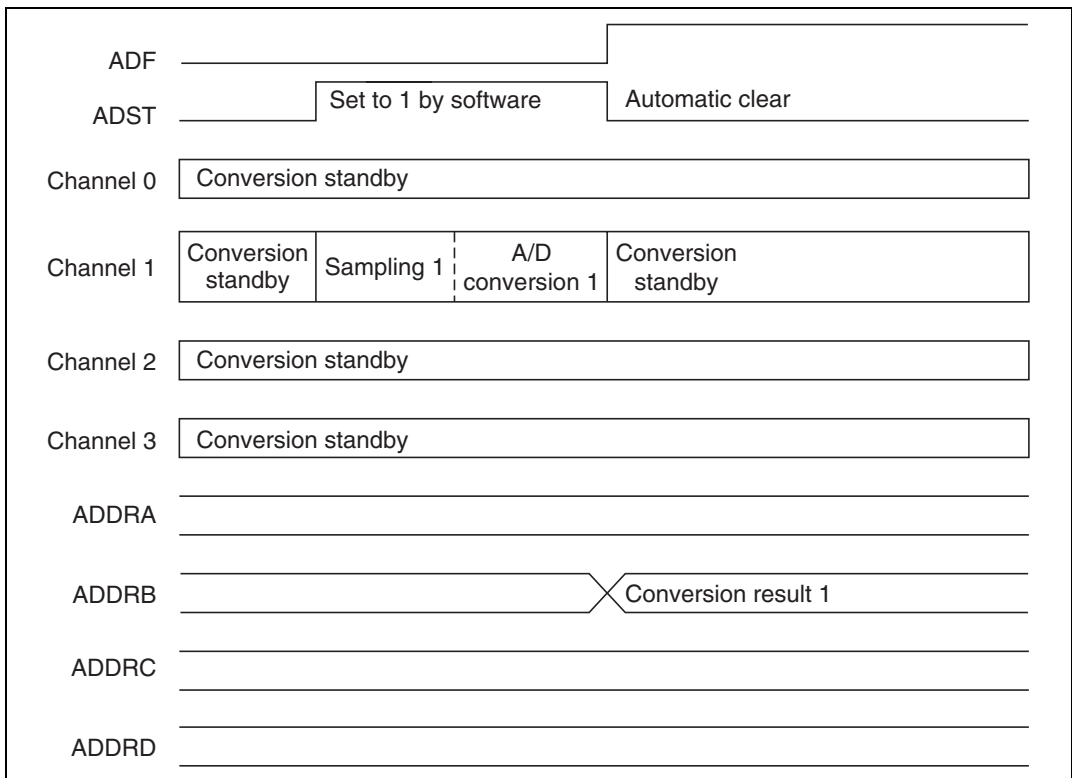 ADF
Set to 1 by software
Automatic clear
ADST
Channel 0
Conversion standby
Channel 1
Conversion
standby
Sampling 1
A/D
conversion 1
Conversion
standby
Channel 2
Conversion standby
Channel 3
Conversion standby
ADDRA
ADDRB
Conversion result 1
ADDRC
ADDRD